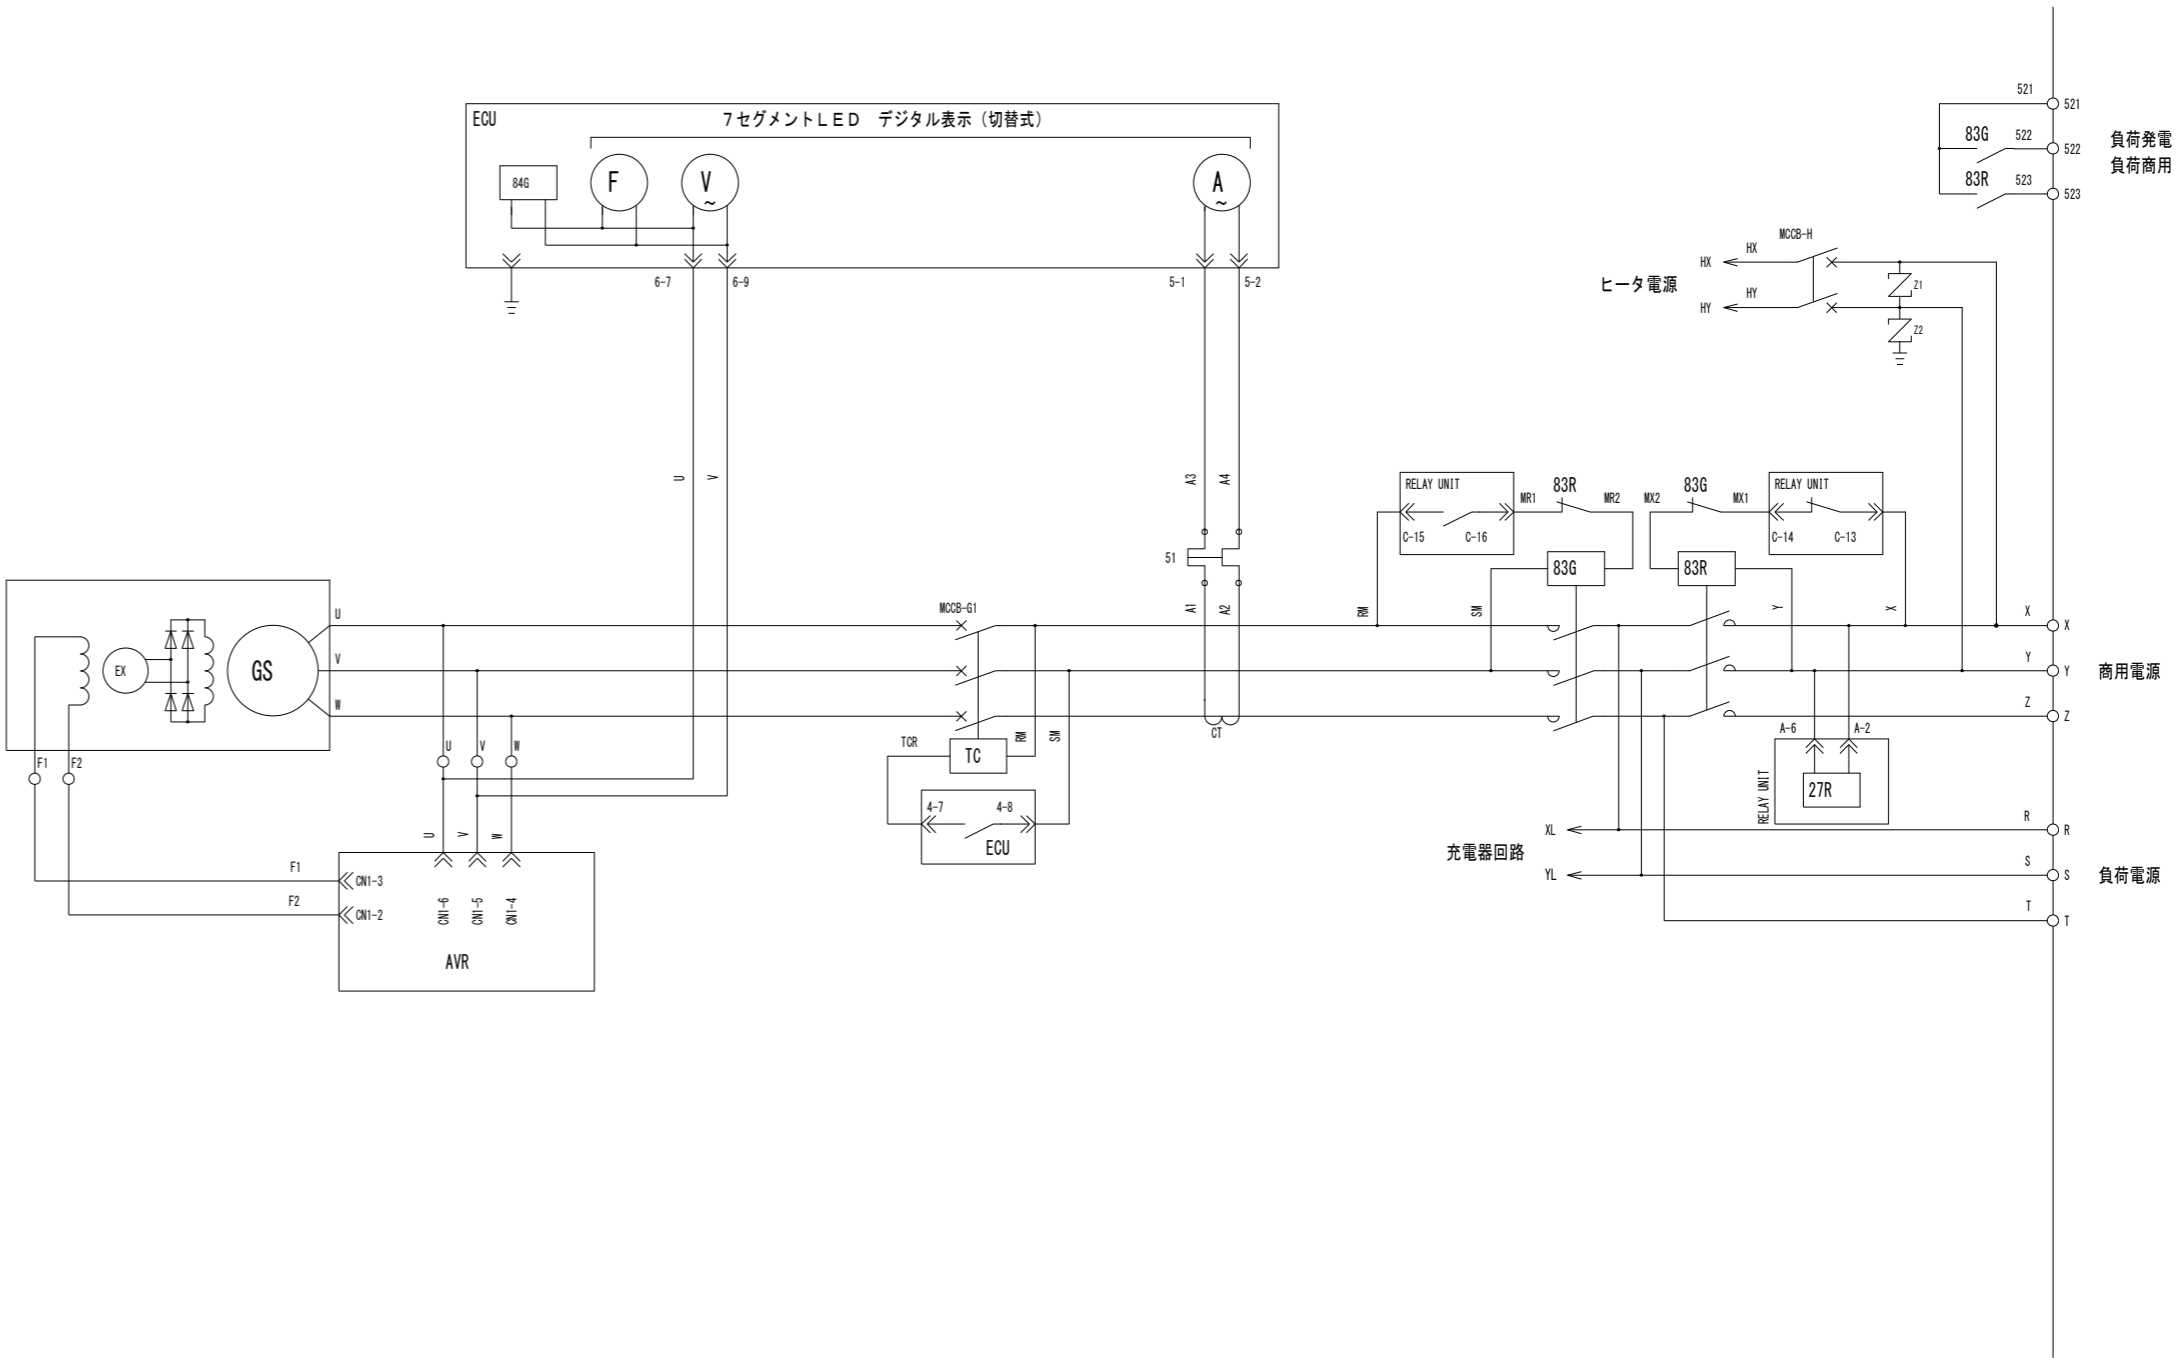 ECU
7セグメントLED デジタル表示（切替式）
84G
F
V
~
A
~
6-7
6-9
5-1
5-2
521
521
83G
522
522
83R
523
523
負荷発電
負荷商用
MCCB-H
HX
HX
HY
HY
ヒータ電源
Z1
Z2
U
V
A3
A4
51
A1
A2
CT
RELAY UNIT
C-15
C-16
MR1
83R
MR2
83G
MX2
83G
MX1
RELAY UNIT
C-14
C-13
83R
RM
SM
Y
X
EX
GS
U
V
W
F1
F2
U
V
W
U
V
W
F1
F2
CN1-3
CN1-2
CN1-6
CN1-5
CN1-4
AVR
MCCB-G1
TCR
TC
RM
SM
4-7
4-8
ECU
X
X
Y
Y
商用電源
Z
Z
A-6
A-2
RELAY UNIT
27R
充電器回路
XL
YL
R
R
S
S
負荷電源
T
T